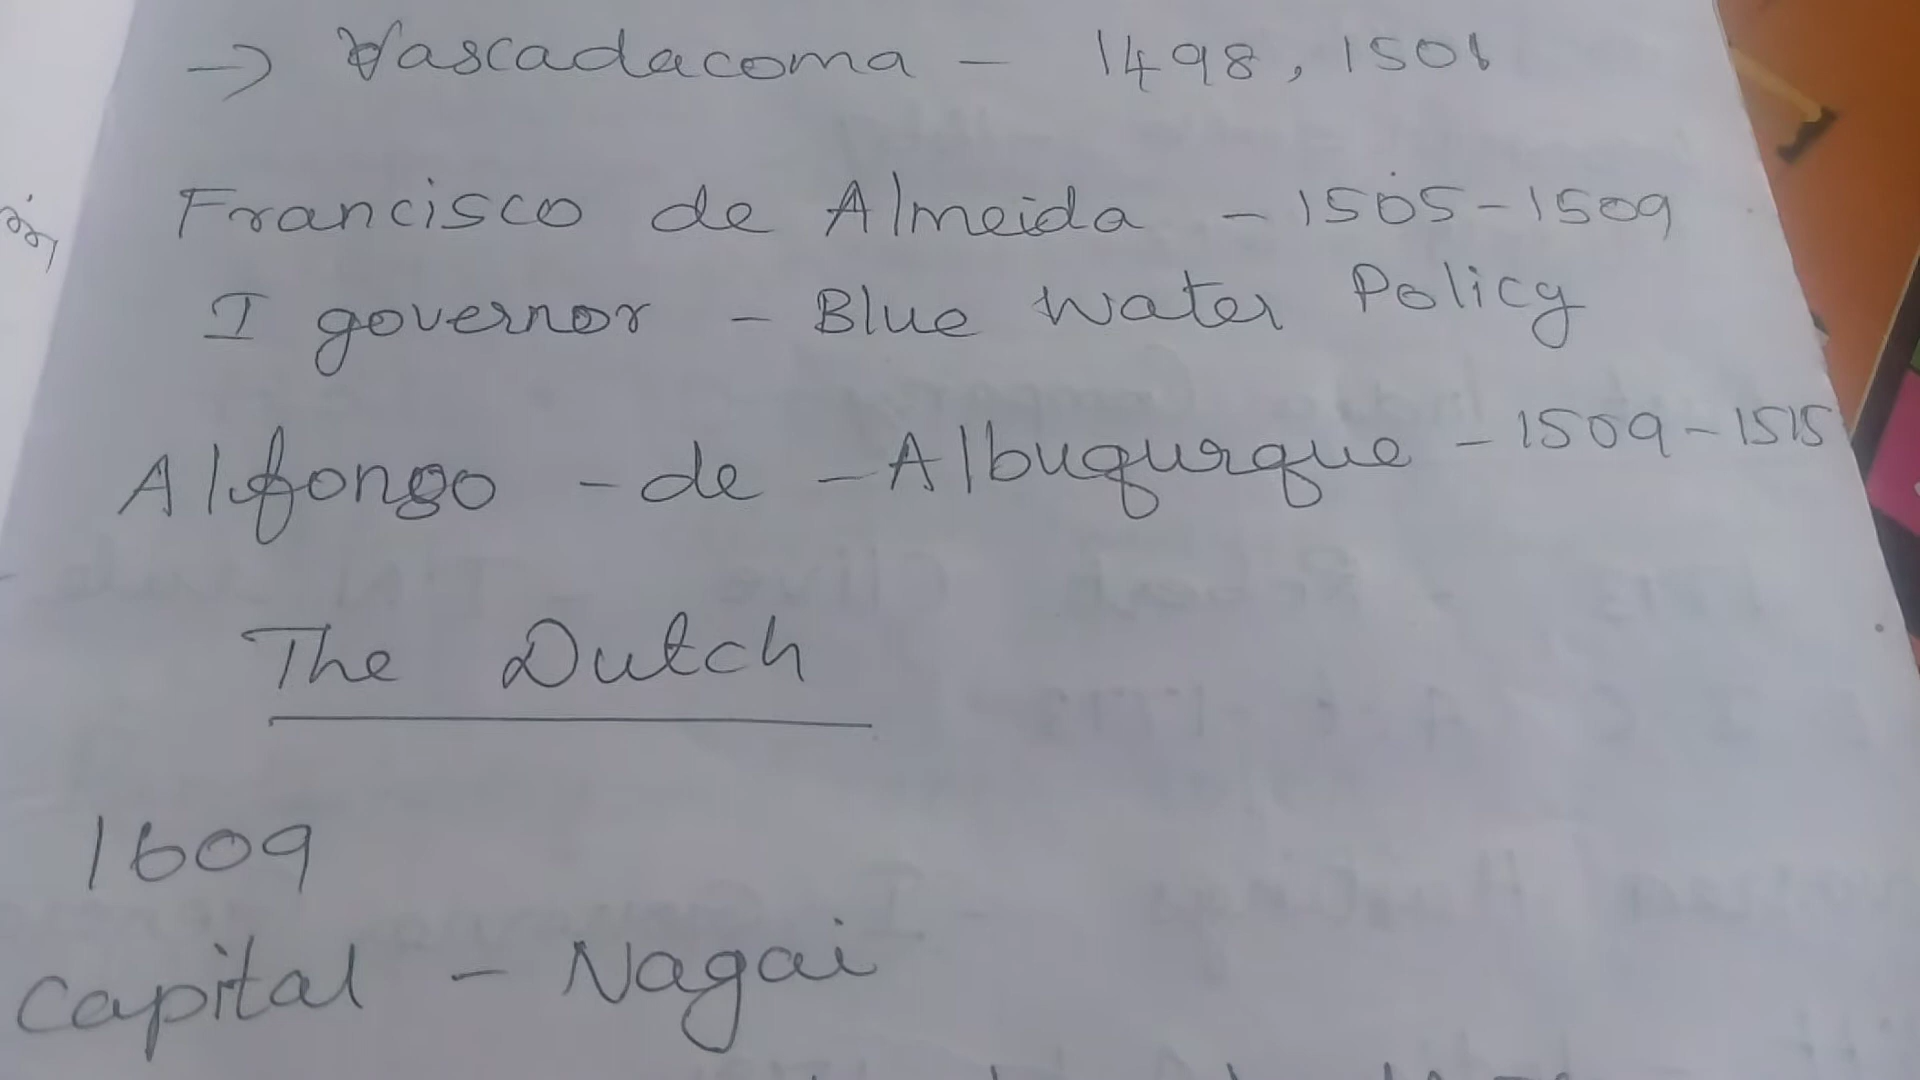 → Vascadacoma - 1498, 1501
Francisco de Almeida - 1505-1509
I governor - Blue water Policy
Alfongo - de - Albuqurque - 1509-1515
The Dutch
1609
Capital - Nagai